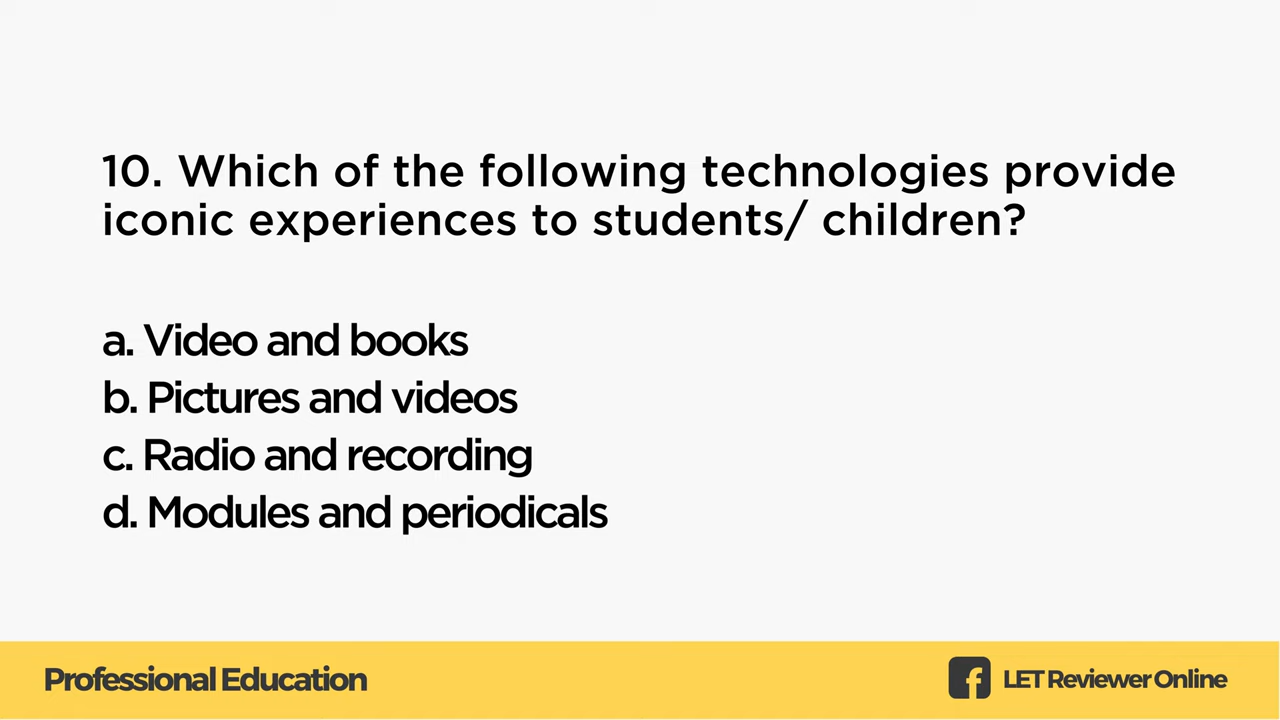 10. Which of the following technologies provide
iconic experiences to students/ children?
a. Video and books
b. Pictures and videos
c. Radio and recording
d. Modules and periodicals
Professional Education
LET Reviewer Online